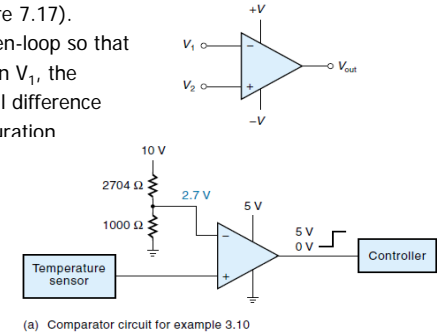 re 7.17).
en-loop so that
n V₁, the
l difference
uration
+V
V₁
−
V₂
+
Vout
−V
10 V
2704 Ω
2.7 V
1000 Ω
5 V
−
+
5 V
0 V
Controller
Temperature
sensor
(a) Comparator circuit for example 3.10